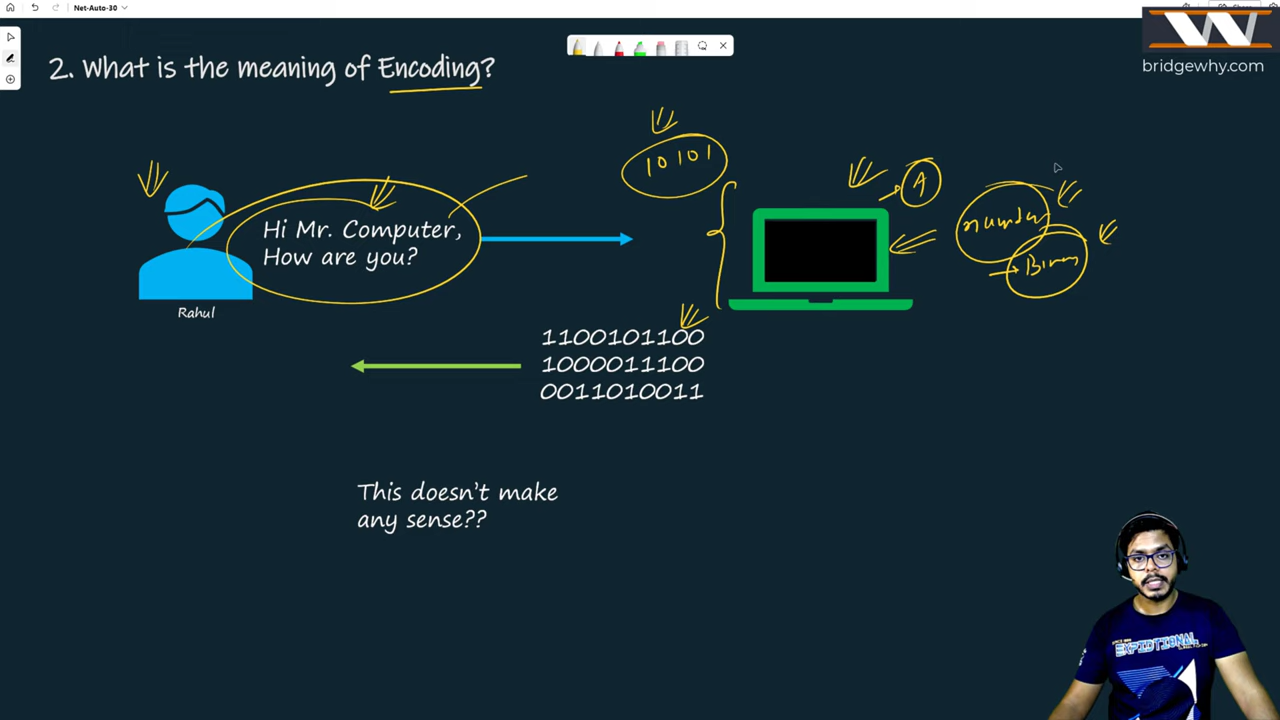 Net-Auto-30
bridgewhy.com
2. What is the meaning of Encoding?
10101
A
Hi Mr. Computer,
How are you?
number
Rahul
1100101100
1000011100
0011010011
This doesn't make
any sense??
EXPIDTIONAL